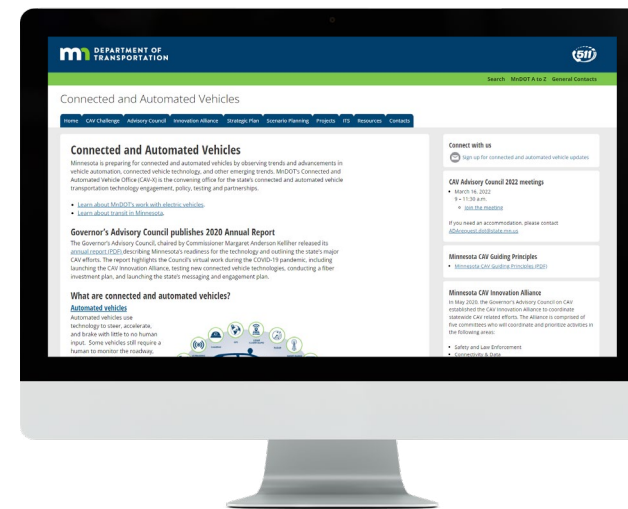 DEPARTMENT OF
TRANSPORTATION
511
Search MnDOT A to Z General Contacts
Connected and Automated Vehicles
Home CAV Challenge Advisory Council Innovation Alliance Strategic Plan Scenario Planning Projects ITS Resources Contacts
Connected and Automated Vehicles
Minnesota is preparing for connected and automated vehicles by observing trends and advancements in
vehicle automation, connected vehicle technology, and other emerging trends. MnDOT's Connected and
Automated Vehicle Office (CAV-X) is the convening office for the state's connected and automated vehicle
transportation technology engagement, policy, testing and partnerships.
• Learn about MnDOT's work with electric vehicles.
• Learn about transit in Minnesota.
Governor's Advisory Council publishes 2020 Annual Report
The Governor's Advisory Council, chaired by Commissioner Margaret Anderson Kelliher released its
annual report (PDF) describing Minnesota's readiness for the technology and outlining the state's major
CAV efforts. The report highlights the Council's virtual work during the COVID-19 pandemic, including
launching the CAV Innovation Alliance, testing new connected vehicle technologies, conducting a fiber
investment plan, and launching the state's messaging and engagement plan.
What are connected and automated vehicles?
Automated vehicles
Automated vehicles use
technology to steer, accelerate,
and brake with little to no human
input. Some vehicles still require a
human to monitor the roadway,
Connect with us
Sign up for connected and automated vehicle updates
CAV Advisory Council 2022 meetings
• March 16, 2022
9 – 11:30 a.m.
○ Join the meeting
If you need an accommodation, please contact
ADArequest.dot@state.mn.us
Minnesota CAV Guiding Principles
• Minnesota CAV Guiding Principles (PDF)
Minnesota CAV Innovation Alliance
In May 2020, the Governor's Advisory Council on CAV
established the CAV Innovation Alliance to coordinate
statewide CAV related efforts. The Alliance is comprised of
five committees who will coordinate and prioritize activities in
the following areas:
• Safety and Law Enforcement
• Connectivity & Data